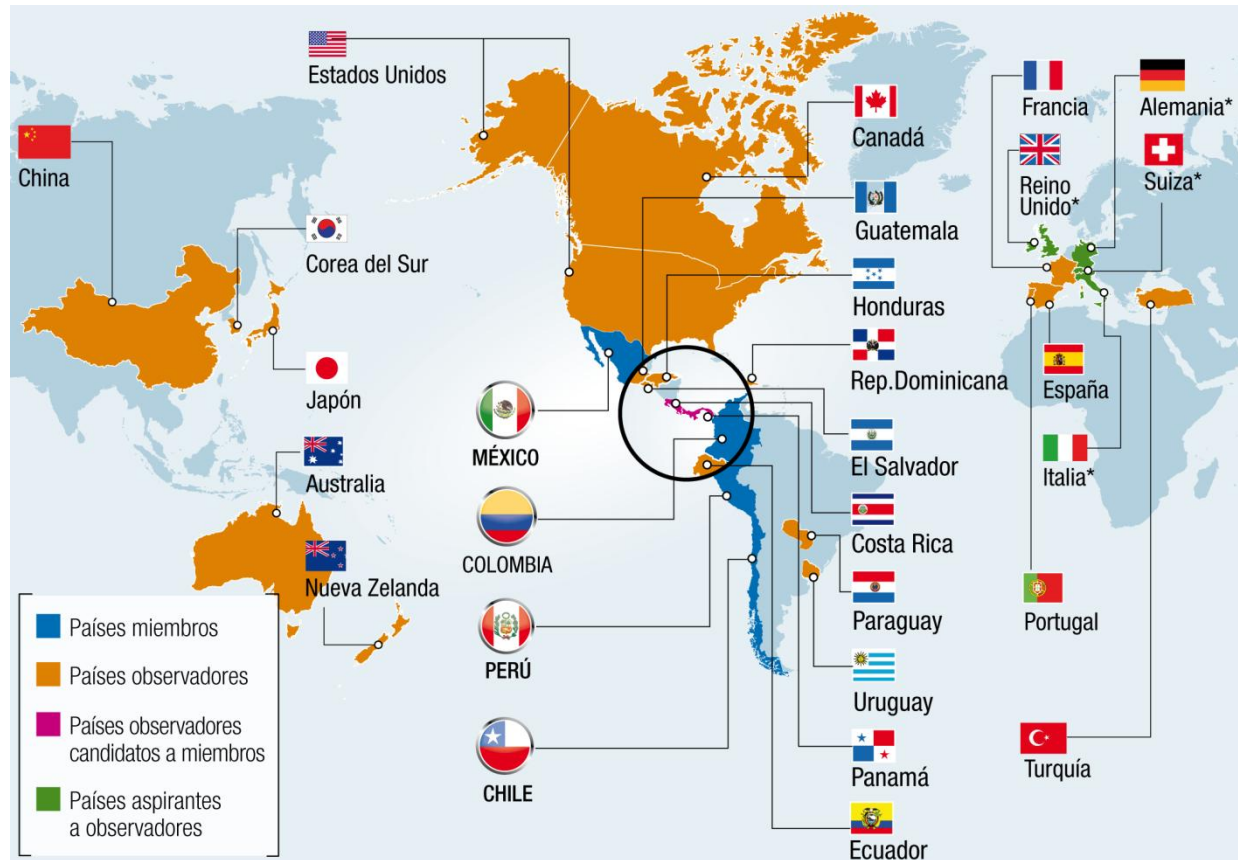 Estados Unidos
China
Corea del Sur
Japón
Australia
Nueva Zelanda
MÉXICO
COLOMBIA
PERÚ
CHILE
Canadá
Guatemala
Honduras
Rep.Dominicana
El Salvador
Costa Rica
Paraguay
Uruguay
Panamá
Ecuador
Francia
Alemania*
Reino
Unido*
Suiza*
España
Italia*
Portugal
Turquía
Países miembros
Países observadores
Países observadores
candidatos a miembros
Países aspirantes
a observadores